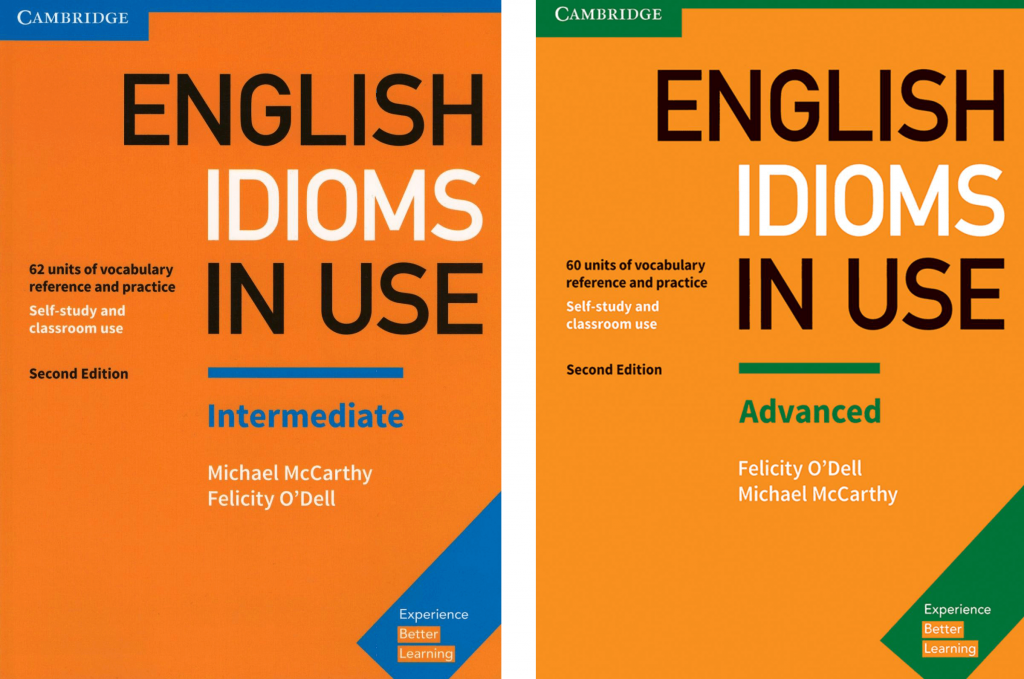 CAMBRIDGE
ENGLISH
IDIOMS
IN USE
62 units of vocabulary
reference and practice
Self-study and
classroom use
Second Edition
Intermediate
Michael McCarthy
Felicity O'Dell
Experience
Better
Learning
CAMBRIDGE
ENGLISH
IDIOMS
IN USE
60 units of vocabulary
reference and practice
Self-study and
classroom use
Second Edition
Advanced
Felicity O'Dell
Michael McCarthy
Experience
Better
Learning